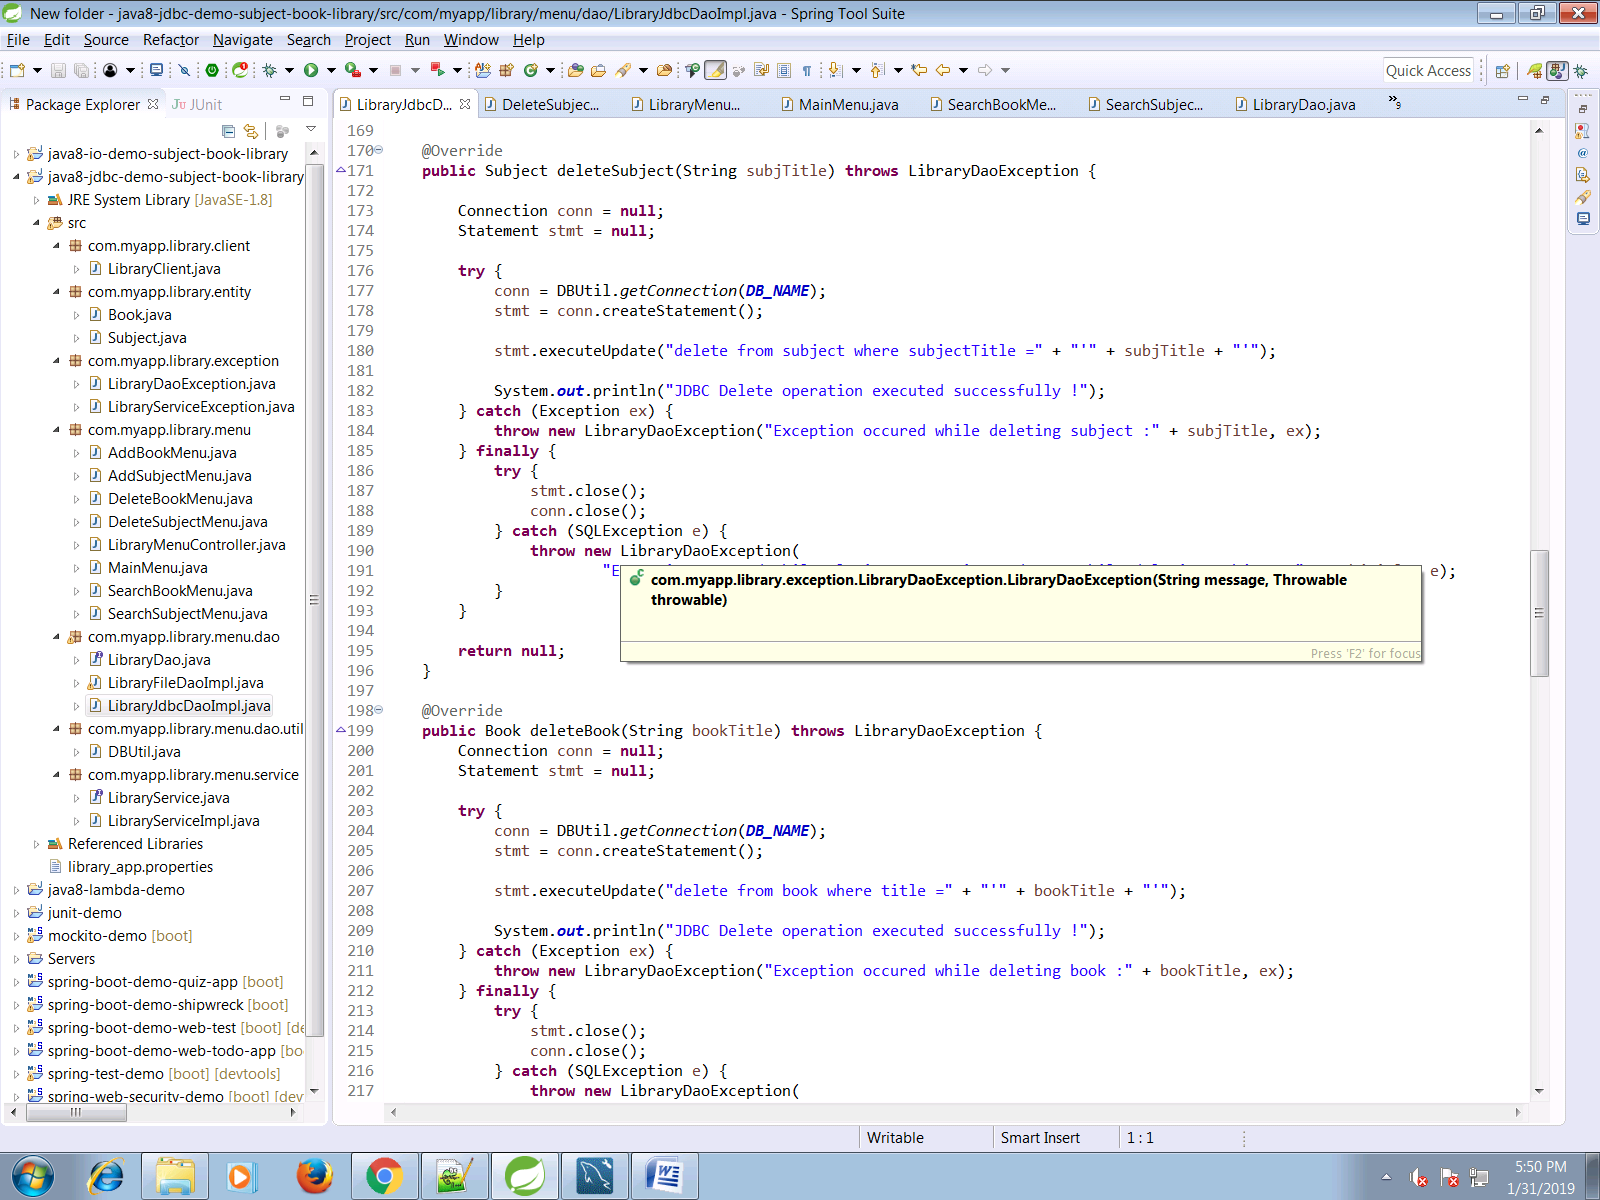 New folder - java8-jdbc-demo-subject-book-library/src/com/myapp/library/menu/dao/LibraryJdbcDaoImpl.java - Spring Tool Suite
File Edit Source Refactor Navigate Search Project Run Window Help
Quick Access
Package Explorer JUnit
LibraryJdbcD... DeleteSubjec... LibraryMenu... MainMenu.java SearchBookMe... SearchSubjec... LibraryDao.java »9
java8-io-demo-subject-book-library
java8-jdbc-demo-subject-book-library
JRE System Library [JavaSE-1.8]
src
com.myapp.library.client
LibraryClient.java
com.myapp.library.entity
Book.java
Subject.java
com.myapp.library.exception
LibraryDaoException.java
LibraryServiceException.java
com.myapp.library.menu
AddBookMenu.java
AddSubjectMenu.java
DeleteBookMenu.java
DeleteSubjectMenu.java
LibraryMenuController.java
MainMenu.java
SearchBookMenu.java
SearchSubjectMenu.java
com.myapp.library.menu.dao
LibraryDao.java
LibraryFileDaoImpl.java
LibraryJdbcDaoImpl.java
com.myapp.library.menu.dao.util
DBUtil.java
com.myapp.library.menu.service
LibraryService.java
LibraryServiceImpl.java
Referenced Libraries
library_app.properties
java8-lambda-demo
junit-demo
mockito-demo [boot]
Servers
spring-boot-demo-quiz-app [boot]
spring-boot-demo-shipwreck [boot]
spring-boot-demo-web-test [boot] [de
spring-boot-demo-web-todo-app [bo
spring-test-demo [boot] [devtools]
spring-web-security-demo [boot] [dev
169
170 @Override
171 public Subject deleteSubject(String subjTitle) throws LibraryDaoException {
172
173 Connection conn = null;
174 Statement stmt = null;
175
176 try {
177 conn = DBUtil.getConnection(DB_NAME);
178 stmt = conn.createStatement();
179
180 stmt.executeUpdate("delete from subject where subjectTitle =" + "'" + subjTitle + "'");
181
182 System.out.println("JDBC Delete operation executed successfully !");
183 } catch (Exception ex) {
184 throw new LibraryDaoException("Exception occured while deleting subject :" + subjTitle, ex);
185 } finally {
186 try {
187 stmt.close();
188 conn.close();
189 } catch (SQLException e) {
190 throw new LibraryDaoException(
191 e);
192 }
193 }
194
195 return null;
196 }
197
198 @Override
199 public Book deleteBook(String bookTitle) throws LibraryDaoException {
200 Connection conn = null;
201 Statement stmt = null;
202
203 try {
204 conn = DBUtil.getConnection(DB_NAME);
205 stmt = conn.createStatement();
206
207 stmt.executeUpdate("delete from book where title =" + "'" + bookTitle + "'");
208
209 System.out.println("JDBC Delete operation executed successfully !");
210 } catch (Exception ex) {
211 throw new LibraryDaoException("Exception occured while deleting book :" + bookTitle, ex);
212 } finally {
213 try {
214 stmt.close();
215 conn.close();
216 } catch (SQLException e) {
217 throw new LibraryDaoException(
com.myapp.library.exception.LibraryDaoException.LibraryDaoException(String message, Throwable
throwable)
Press 'F2' for focus
Writable Smart Insert 1 : 1
5:50 PM
1/31/2019